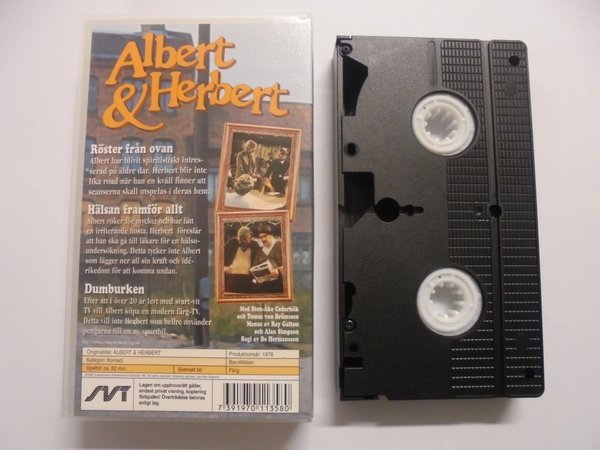 Albert
& Herbert
Röster från ovan
Albert har blivit spiritistiskt intres-
serad på äldre dar. Herbert blir inte
lika road när han en kväll finner att
seanserna skall utspelas i deras hem.
Hälsan framför allt
Albert röker för mycket och har fått
en irriterande hosta. Herbert föreslår
att han ska gå till läkare för en hälso-
undersökning. Detta tycker inte Albert
som lägger ner all sin kraft och idé-
rikedom för att komma undan.
Dumburken
Efter att i över 20 år levt med svart-vit
TV vill Albert köpa en modern färg-TV.
Detta vill inte Herbert som hellre använder
pengarna till en ny sportbil.
Med Sten-Åke Cederhök
och Tomas von Brömssen
Manus av Ray Galton
och Alan Simpson
Regi av Bo Hermansson
Originaltitel: ALBERT & HERBERT
Produktionsår: 1976
Kategori: Komedi
Barntillåten
Speltid: ca. 82 min.
Svenskt tal
Färg
SVT
Lagen om upphovsrätt gäller,
endast privat visning, kopiering
förbjuden! Överträdelse beivras
enligt lag.
7 391970 113580